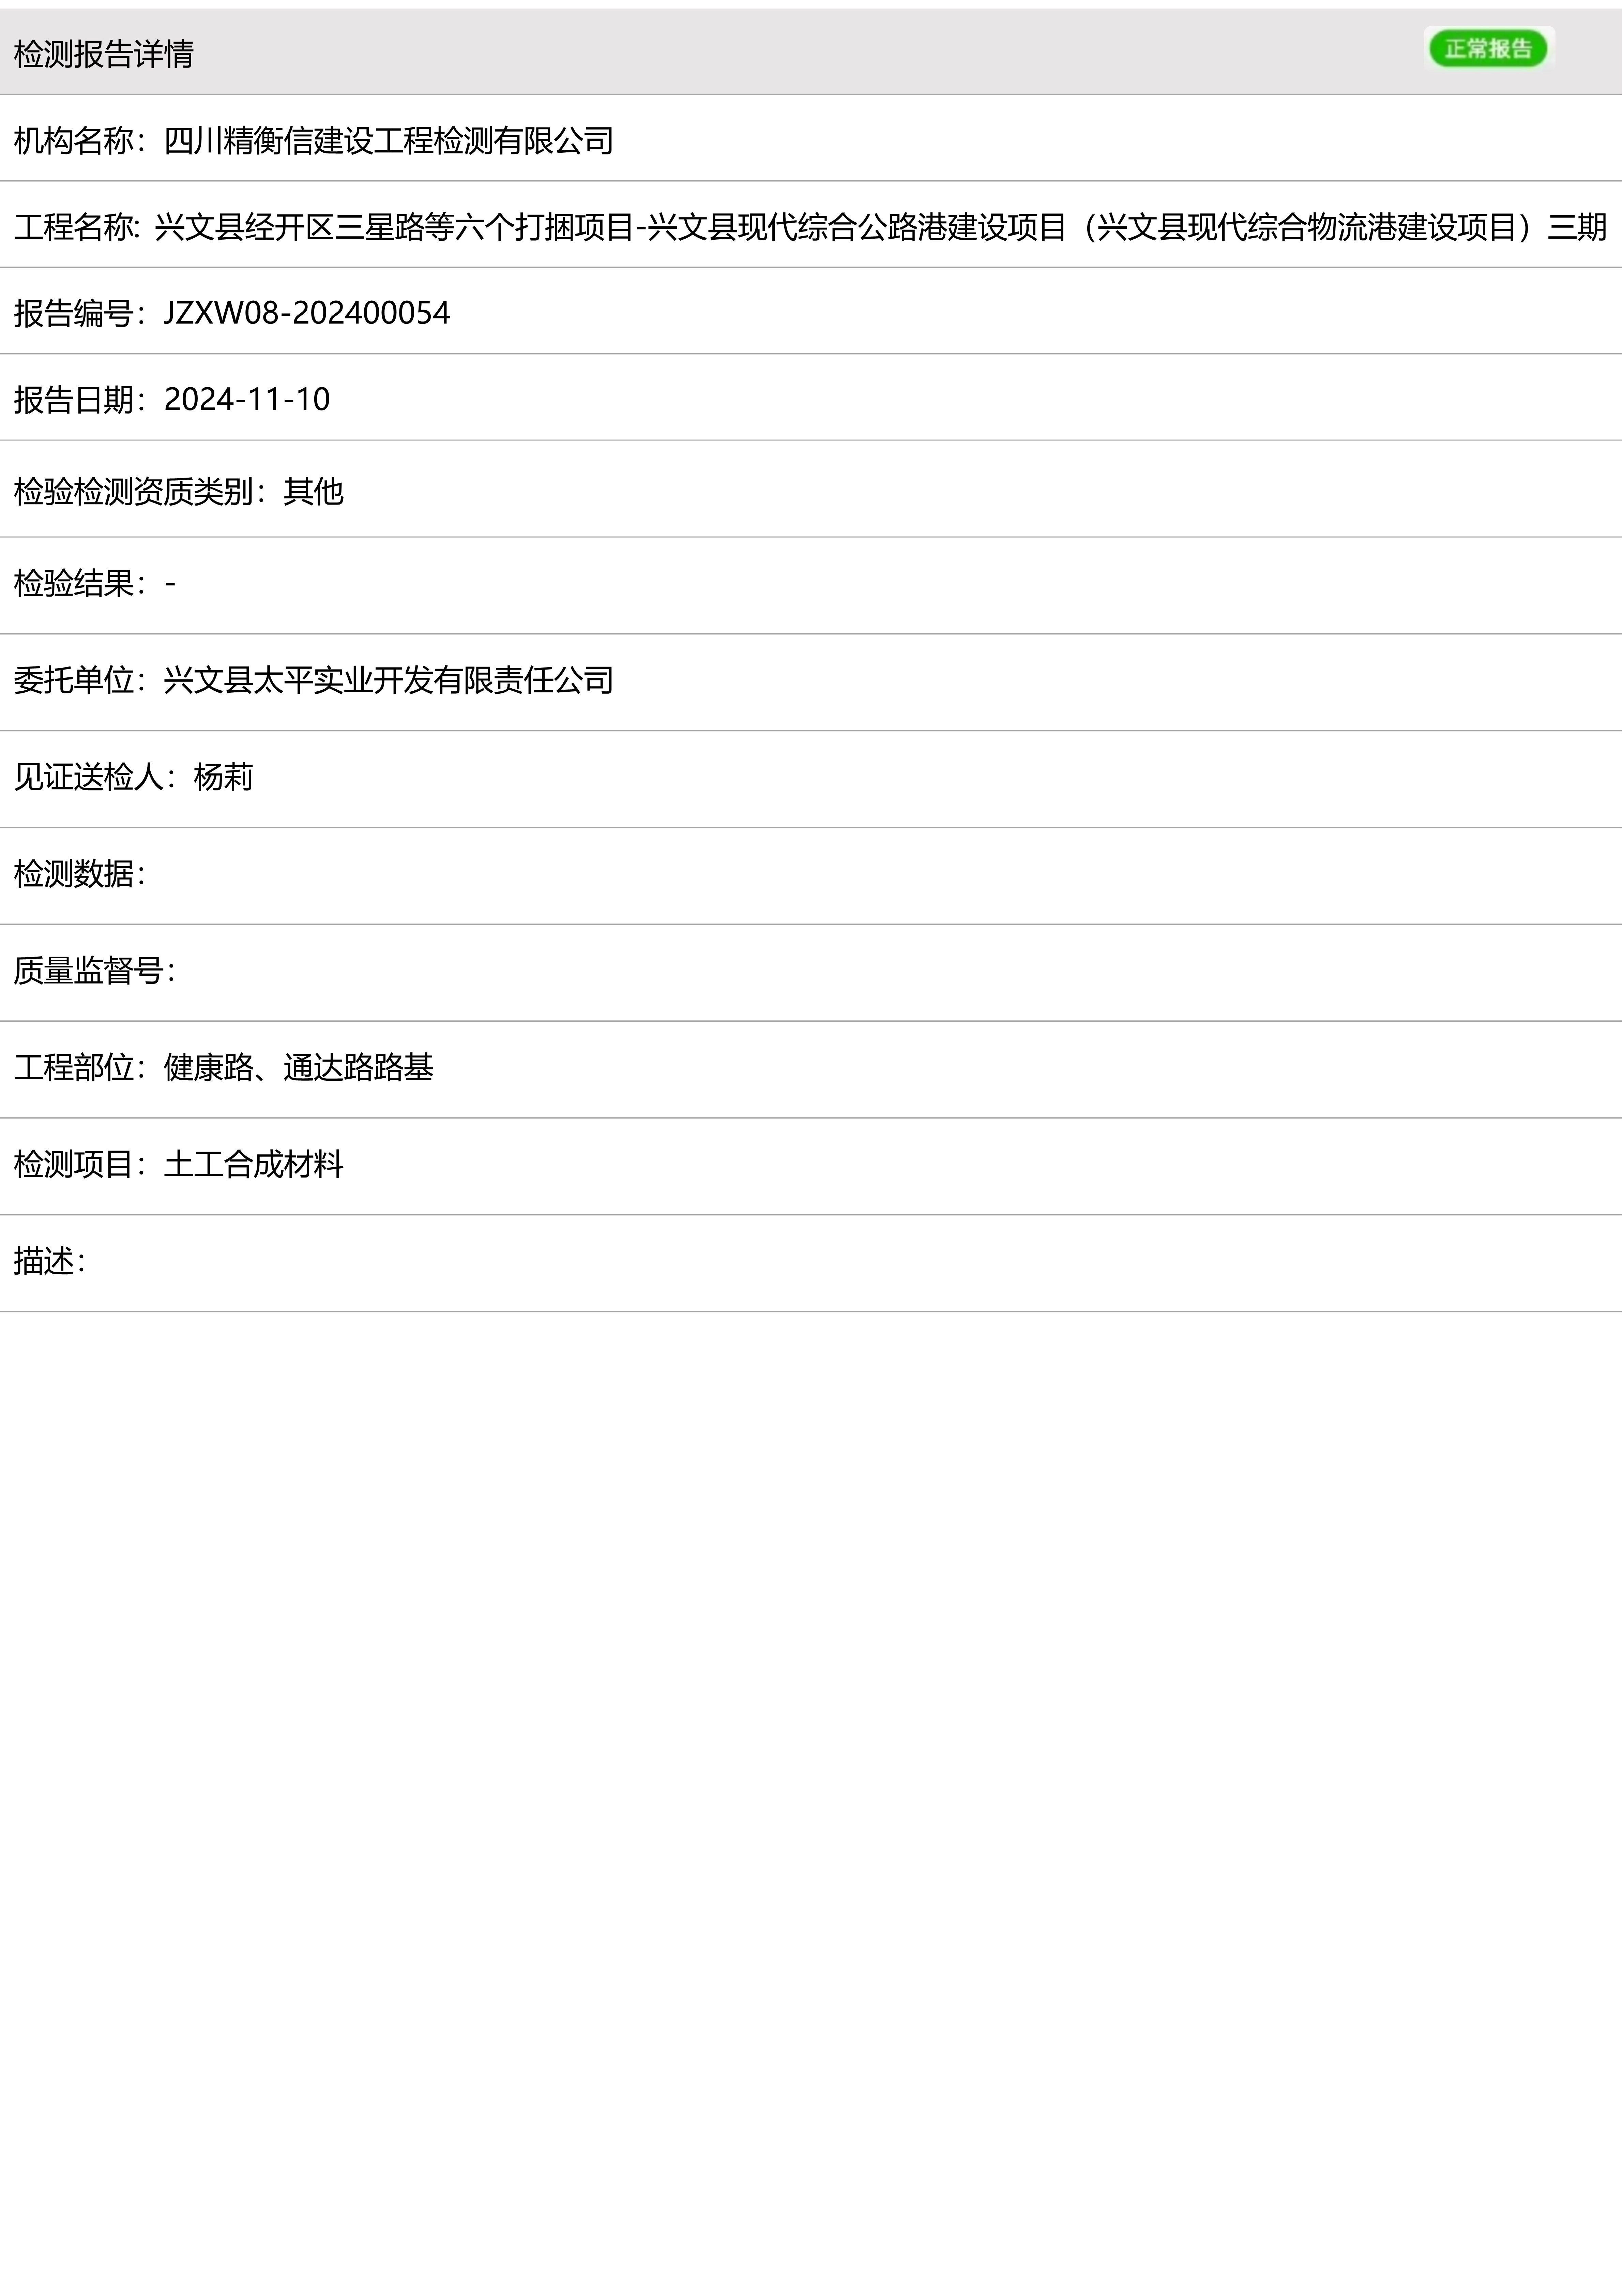 检测报告详情 正常报告
机构名称：四川精衡信建设工程检测有限公司
工程名称: 兴文县经开区三星路等六个打捆项目-兴文县现代综合公路港建设项目（兴文县现代综合物流港建设项目）三期
报告编号：JZXW08-202400054
报告日期：2024-11-10
检验检测资质类别：其他
检验结果：-
委托单位：兴文县太平实业开发有限责任公司
见证送检人：杨莉
检测数据：
质量监督号：
工程部位：健康路、通达路路基
检测项目：土工合成材料
描述：